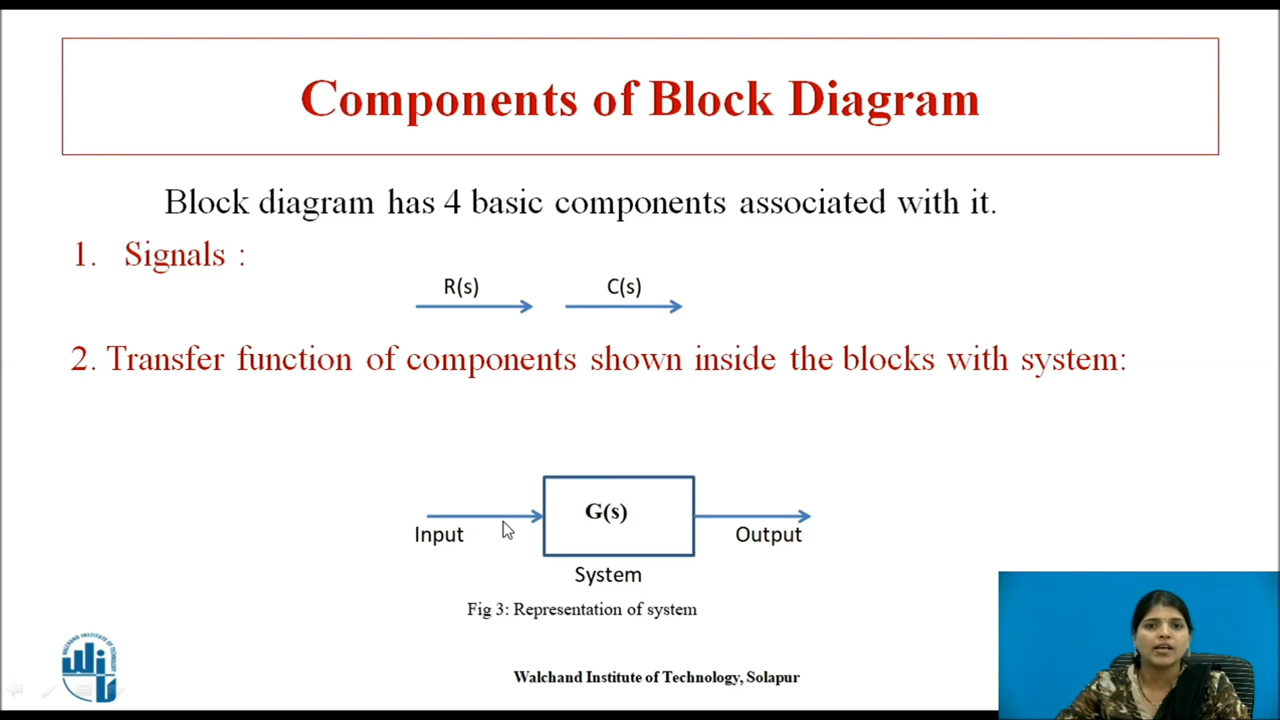 Components of Block Diagram
Block diagram has 4 basic components associated with it.
1. Signals :
R(s) C(s)
2. Transfer function of components shown inside the blocks with system:
G(s)
Input Output
System
Fig 3: Representation of system
Walchand Institute of Technology, Solapur